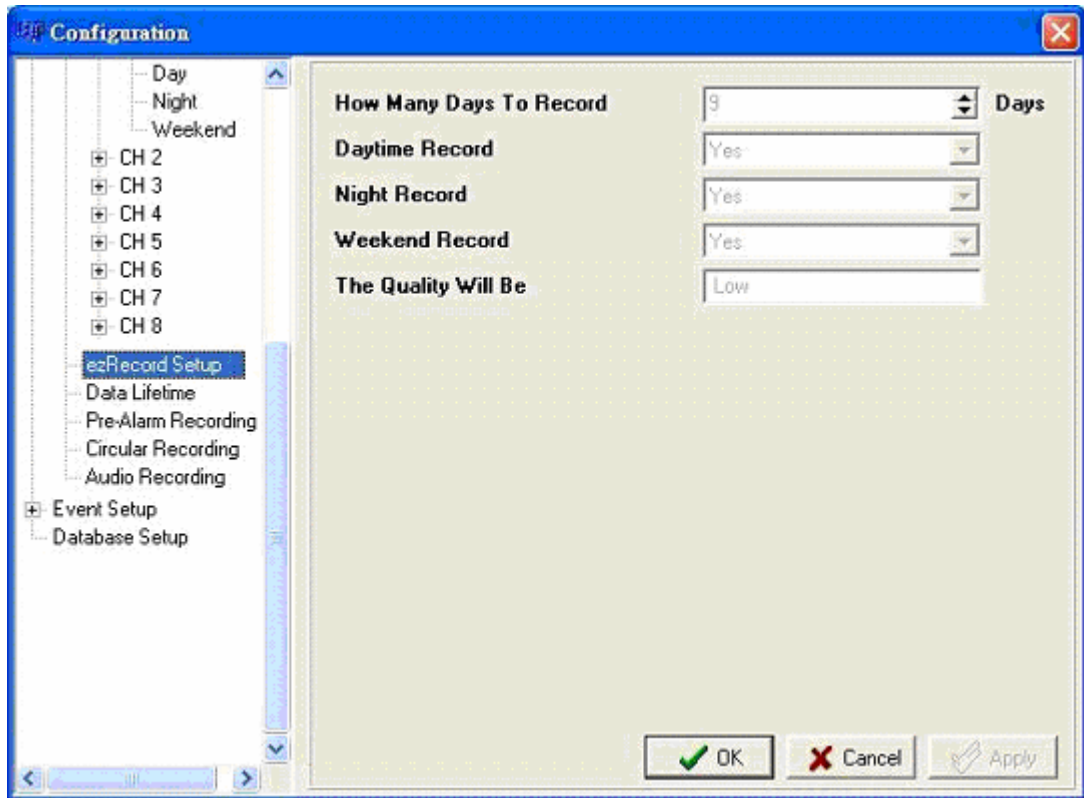 Configuration
Day
Night
Weekend
CH 2
CH 3
CH 4
CH 5
CH 6
CH 7
CH 8
ezRecord Setup
Data Lifetime
Pre-Alarm Recording
Circular Recording
Audio Recording
Event Setup
Database Setup
How Many Days To Record 9 Days
Daytime Record Yes
Night Record Yes
Weekend Record Yes
The Quality Will Be Low
OK Cancel Apply